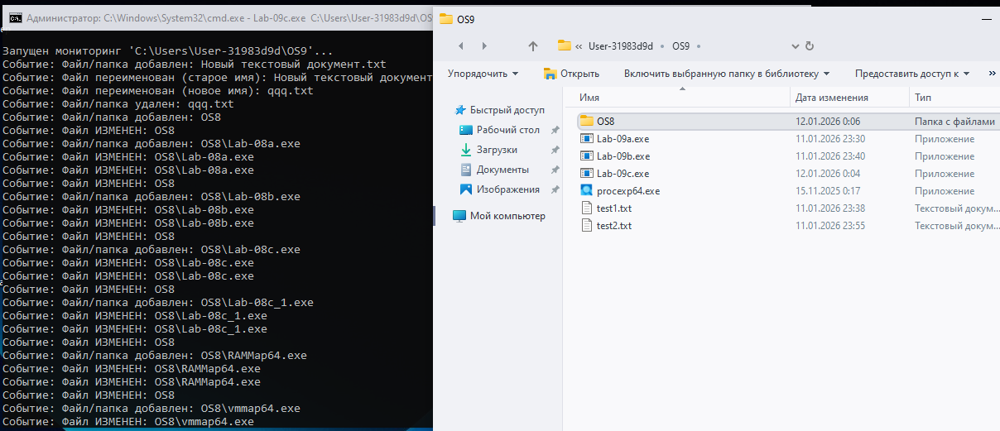 Администратор: C:\Windows\System32\cmd.exe - Lab-09c.exe C:\Users\User-31983d9d\OS
Запущен мониторинг 'C:\Users\User-31983d9d\OS9'...
Событие: Файл/папка добавлен: Новый текстовый документ.txt
Событие: Файл переименован (старое имя): Новый текстовый документ
Событие: Файл переименован (новое имя): qqq.txt
Событие: Файл/папка удален: qqq.txt
Событие: Файл/папка добавлен: OS8
Событие: Файл ИЗМЕНЕН: OS8
Событие: Файл/папка добавлен: OS8\Lab-08a.exe
Событие: Файл ИЗМЕНЕН: OS8\Lab-08a.exe
Событие: Файл ИЗМЕНЕН: OS8\Lab-08a.exe
Событие: Файл ИЗМЕНЕН: OS8
Событие: Файл/папка добавлен: OS8\Lab-08b.exe
Событие: Файл ИЗМЕНЕН: OS8\Lab-08b.exe
Событие: Файл ИЗМЕНЕН: OS8\Lab-08b.exe
Событие: Файл ИЗМЕНЕН: OS8
Событие: Файл/папка добавлен: OS8\Lab-08c.exe
Событие: Файл ИЗМЕНЕН: OS8\Lab-08c.exe
Событие: Файл ИЗМЕНЕН: OS8\Lab-08c.exe
Событие: Файл ИЗМЕНЕН: OS8
Событие: Файл/папка добавлен: OS8\Lab-08c_1.exe
Событие: Файл ИЗМЕНЕН: OS8\Lab-08c_1.exe
Событие: Файл ИЗМЕНЕН: OS8\Lab-08c_1.exe
Событие: Файл ИЗМЕНЕН: OS8
Событие: Файл/папка добавлен: OS8\RAMMap64.exe
Событие: Файл ИЗМЕНЕН: OS8\RAMMap64.exe
Событие: Файл ИЗМЕНЕН: OS8\RAMMap64.exe
Событие: Файл ИЗМЕНЕН: OS8
Событие: Файл/папка добавлен: OS8\vmmap64.exe
Событие: Файл ИЗМЕНЕН: OS8\vmmap64.exe
OS9
« User-31983d9d • OS9 •
Упорядочить Открыть Включить выбранную папку в библиотеку Предоставить доступ к »
Быстрый доступ
Рабочий стол
Загрузки
Документы
Изображения
Мой компьютер
Имя Дата изменения Тип
OS8 12.01.2026 0:06 Папка с файлами
Lab-09a.exe 11.01.2026 23:30 Приложение
Lab-09b.exe 11.01.2026 23:40 Приложение
Lab-09c.exe 12.01.2026 0:04 Приложение
procexp64.exe 15.11.2025 0:17 Приложение
test1.txt 11.01.2026 23:38 Текстовый докум...
test2.txt 11.01.2026 23:55 Текстовый докум...